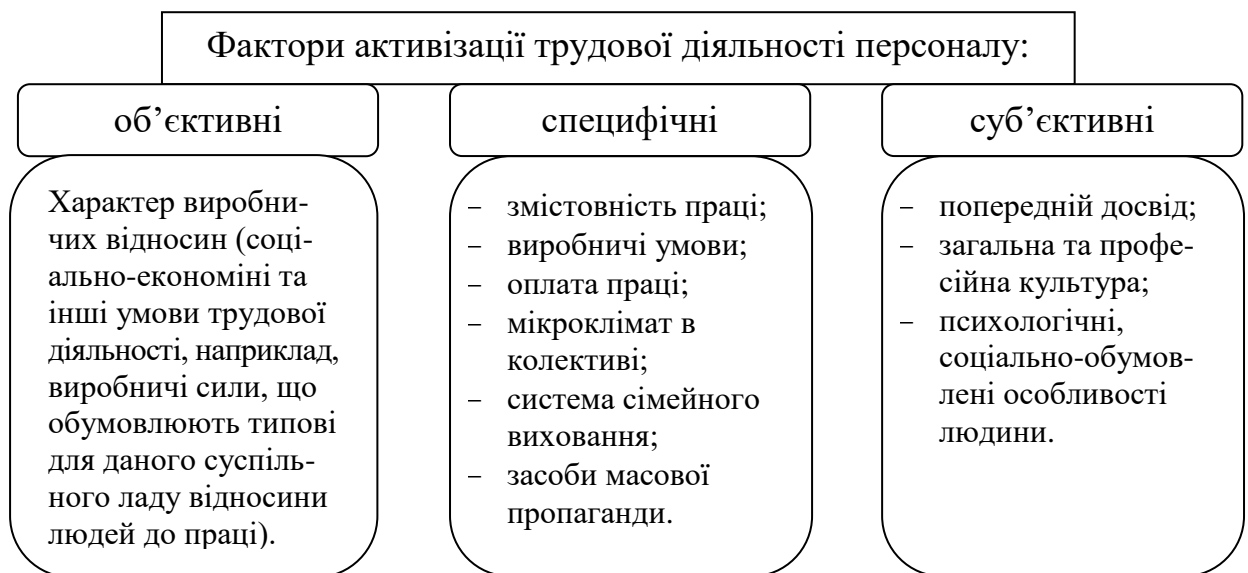 Фактори активізації трудової діяльності персоналу:
об’єктивні
Характер виробни-
чих відносин (соці-
ально-економіні та
інші умови трудової
діяльності, наприклад,
виробничі сили, що
обумовлюють типові
для даного суспіль-
ного ладу відносини
людей до праці).
специфічні
– змістовність праці;
– виробничі умови;
– оплата праці;
– мікроклімат в
колективі;
– система сімейного
виховання;
– засоби масової
пропаганди.
суб’єктивні
– попередній досвід;
– загальна та профе-
сійна культура;
– психологічні,
соціально-обумов-
лені особливості
людини.